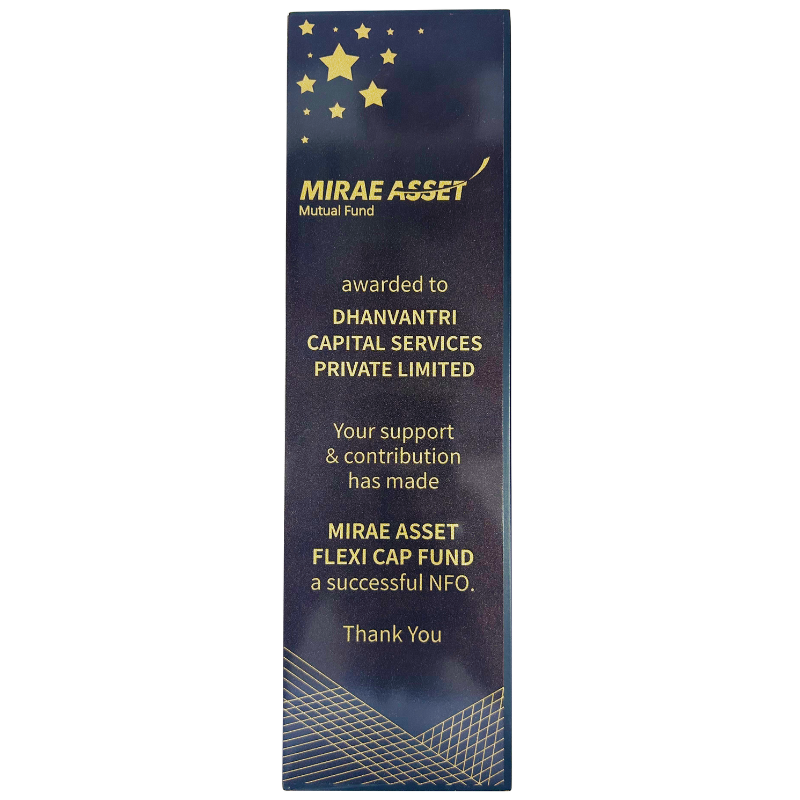 MIRAE ASSET
Mutual Fund
awarded to
DHANVANTRI
CAPITAL SERVICES
PRIVATE LIMITED
Your support
& contribution
has made
MIRAE ASSET
FLEXI CAP FUND
a successful NFO.
Thank You